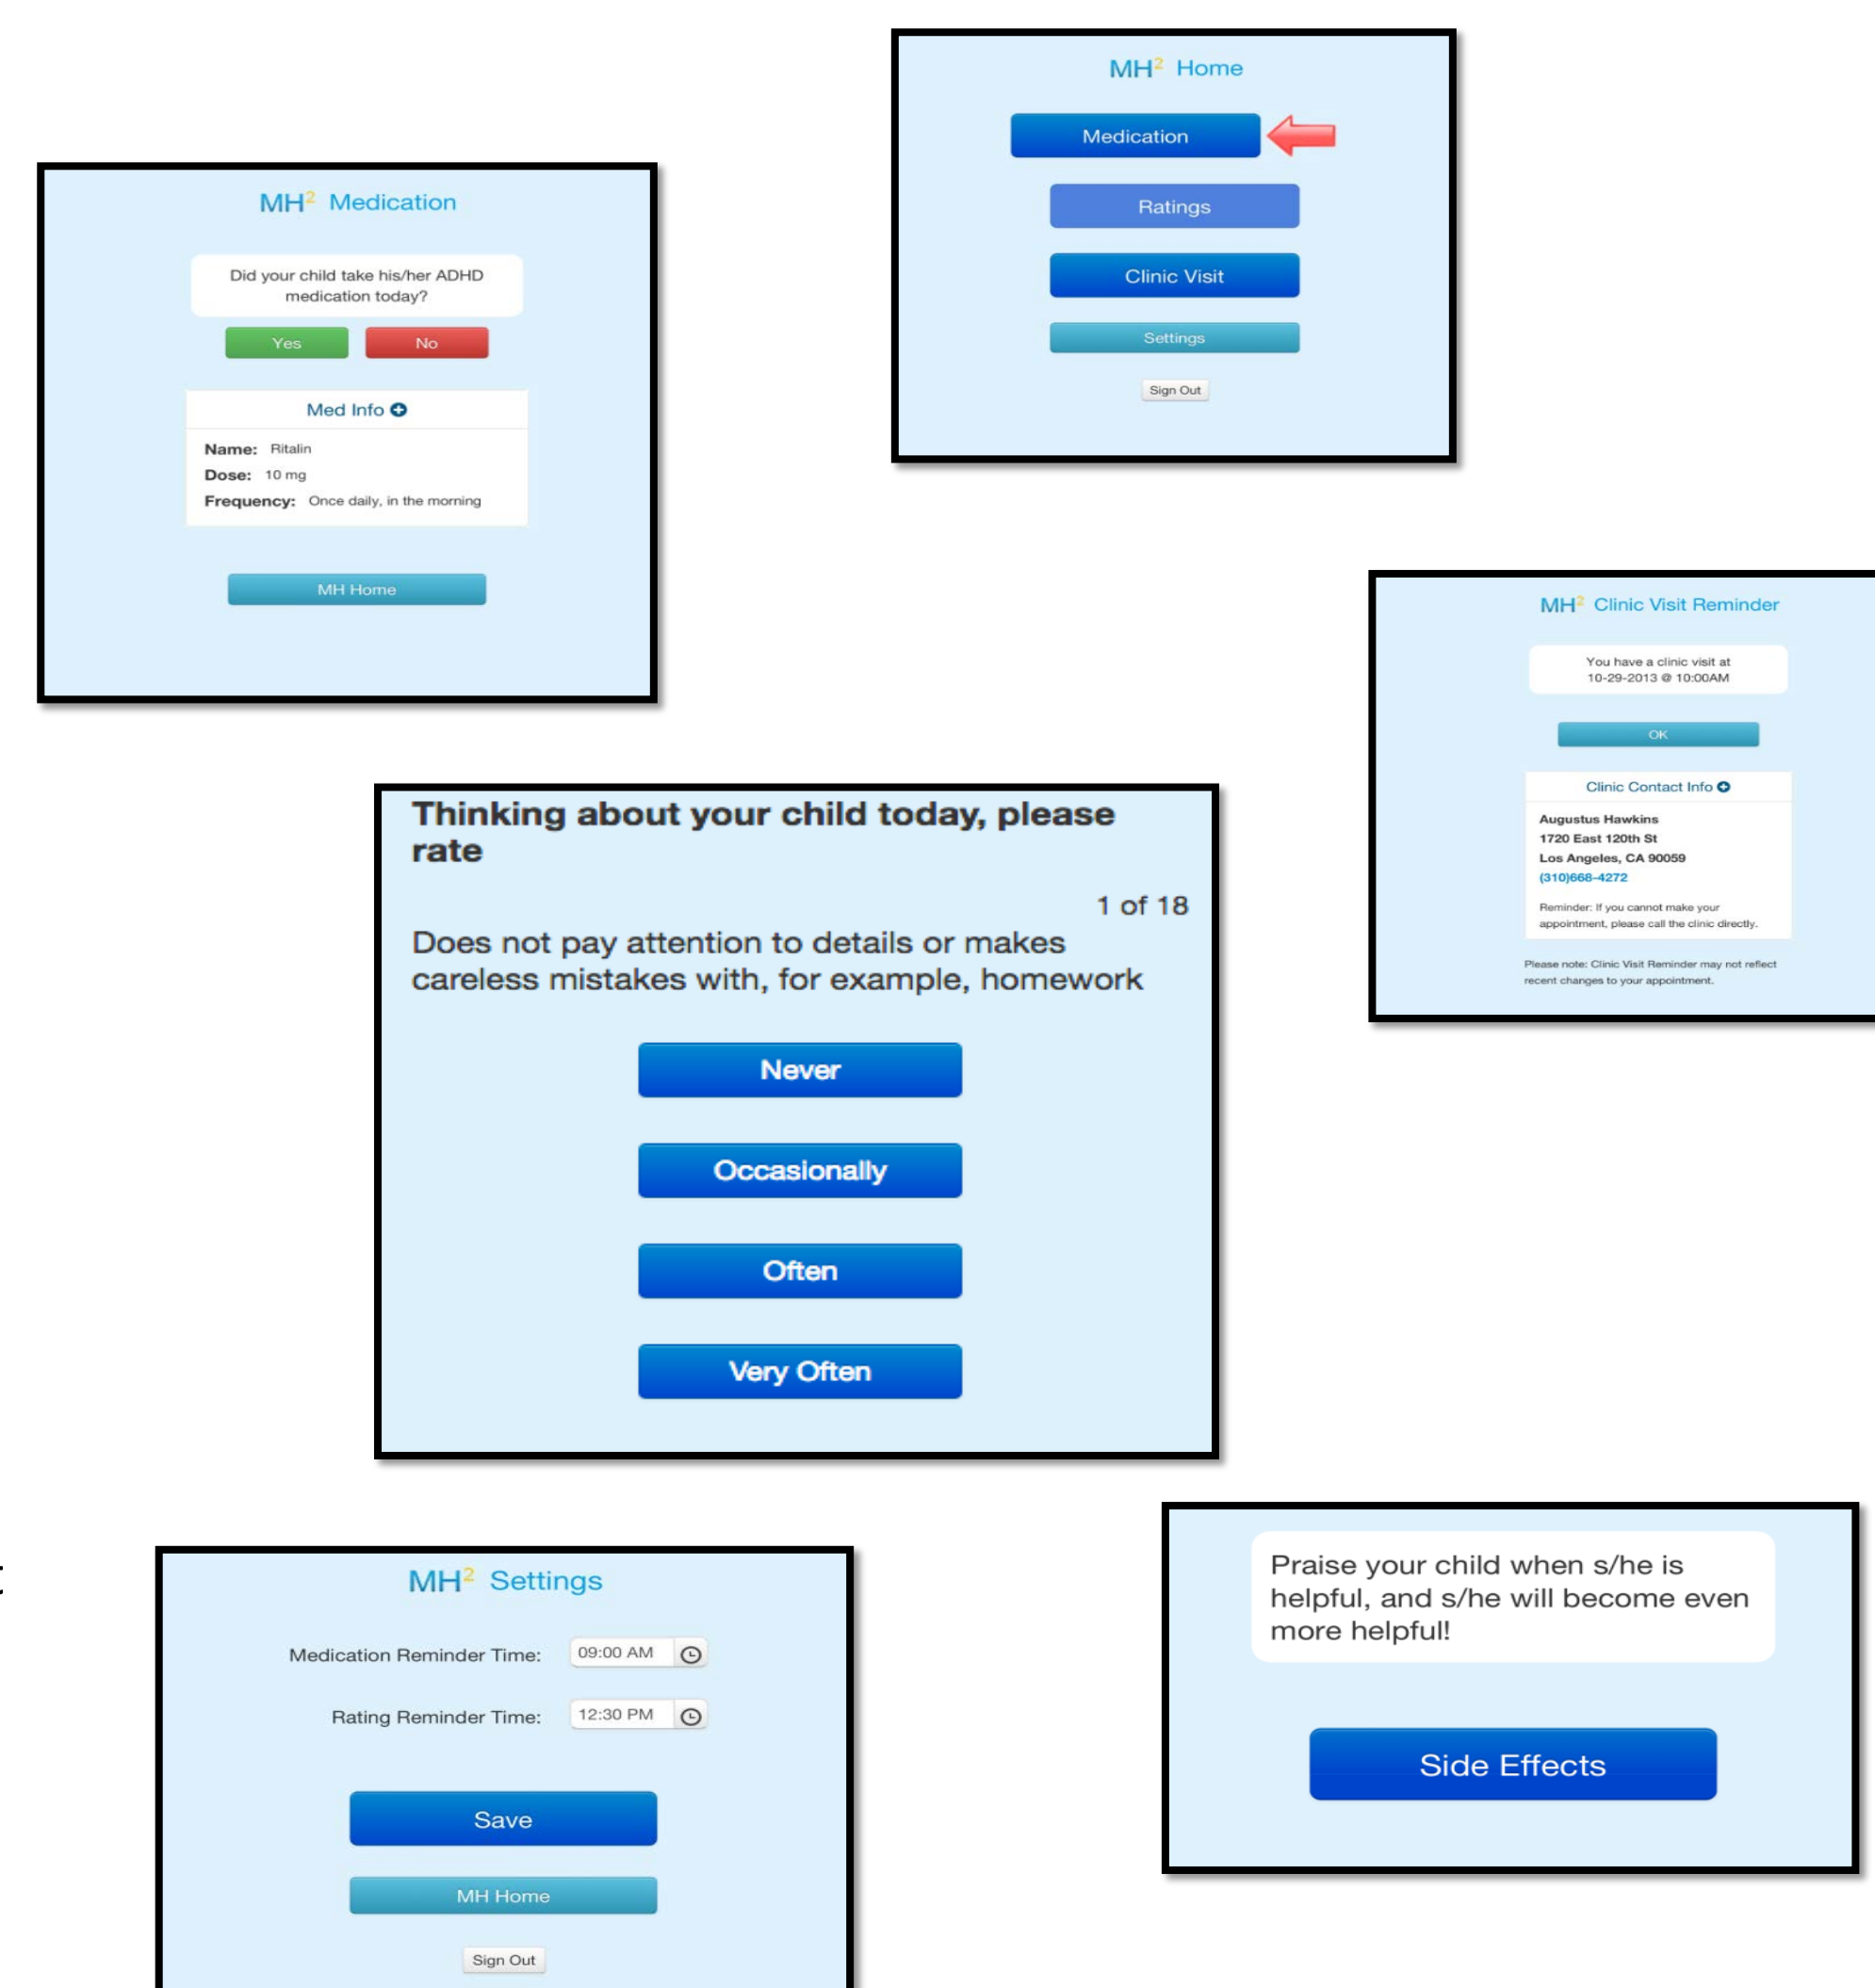 MH² Home
Medication
Ratings
Clinic Visit
Settings
Sign Out
MH² Medication
Did your child take his/her ADHD
medication today?
Yes No
Med Info
Name: Ritalin
Dose: 10 mg
Frequency: Once daily, in the morning
MH Home
MH² Clinic Visit Reminder
You have a clinic visit at
10-29-2013 @ 10:00AM
OK
Clinic Contact Info
Augustus Hawkins
1720 East 120th St
Los Angeles, CA 90059
(310)668-4272
Reminder: If you cannot make your
appointment, please call the clinic directly.
Please note: Clinic Visit Reminder may not reflect
recent changes to your appointment.
Thinking about your child today, please
rate
1 of 18
Does not pay attention to details or makes
careless mistakes with, for example, homework
Never
Occasionally
Often
Very Often
MH² Settings
Medication Reminder Time: 09:00 AM
Rating Reminder Time: 12:30 PM
Save
MH Home
Sign Out
Praise your child when s/he is
helpful, and s/he will become even
more helpful!
Side Effects